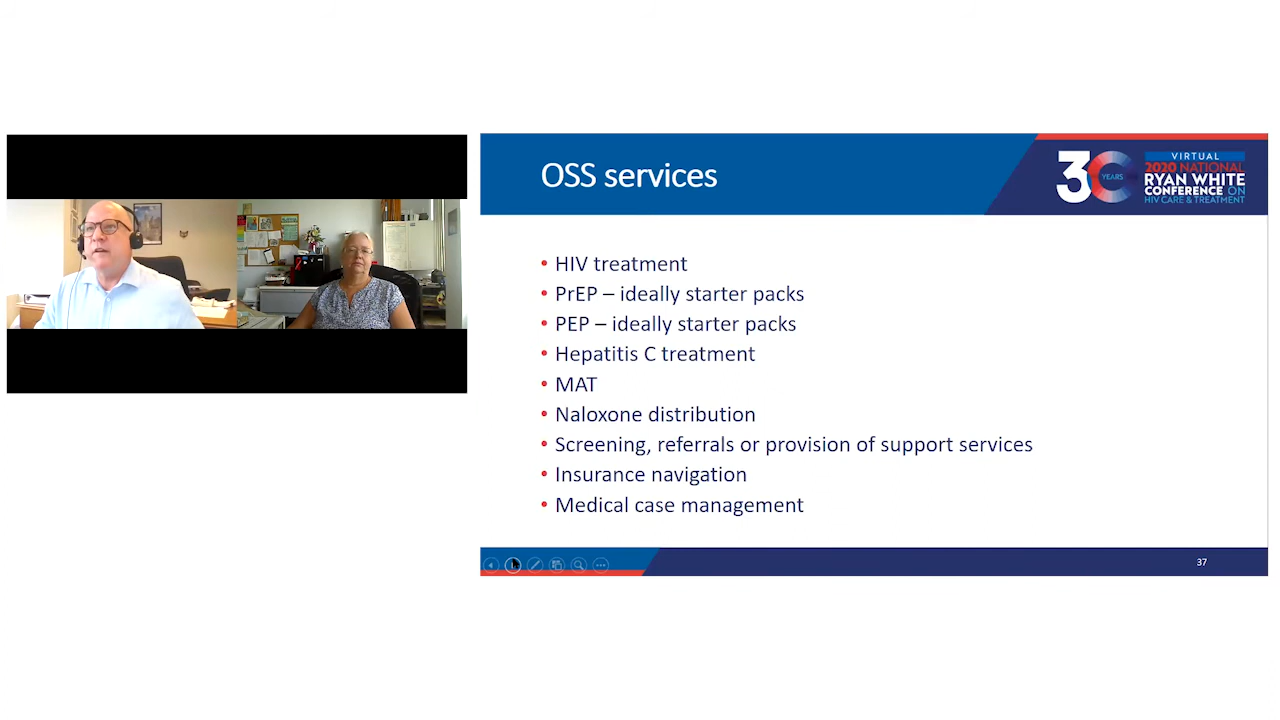 OSS services
30
YEARS
VIRTUAL
2020 NATIONAL
RYAN WHITE
CONFERENCE ON
HIV CARE & TREATMENT
• HIV treatment
• PrEP – ideally starter packs
• PEP – ideally starter packs
• Hepatitis C treatment
• MAT
• Naloxone distribution
• Screening, referrals or provision of support services
• Insurance navigation
• Medical case management
37